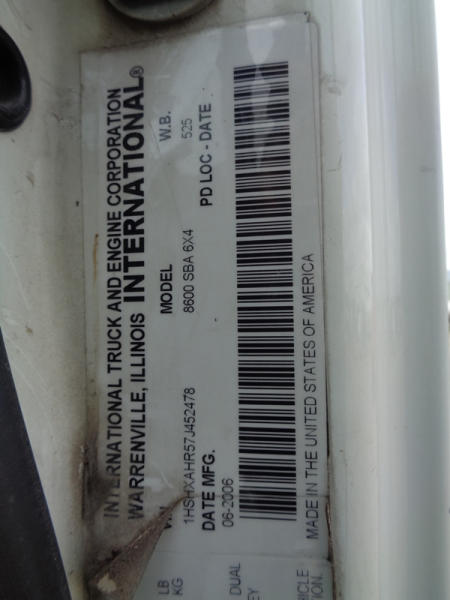 INTERNATIONAL TRUCK AND ENGINE CORPORATION
WARRENVILLE, ILLINOIS INTERNATIONAL®
MODEL W.B.
1HSHXAHR57J452478 8600 SBA 6X4 525
DATE MFG. PD LOC - DATE
06-2006
MADE IN THE UNITED STATES OF AMERICA
LB
KG
DUAL